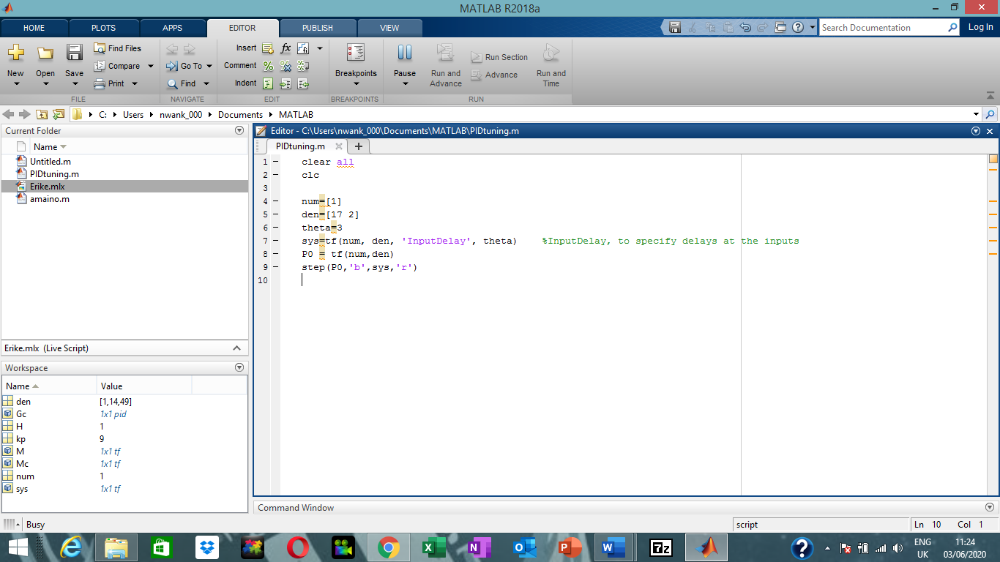 MATLAB R2018a
HOME PLOTS APPS EDITOR PUBLISH VIEW
Search Documentation
Log In
New
Open
Save
Find Files
Compare
Print
Go To
Find
Insert
Comment
Indent
fx
Breakpoints
Pause
Run and Advance
Run Section
Advance
Run and Time
FILE NAVIGATE EDIT BREAKPOINTS RUN
C: Users nwank_000 Documents MATLAB
Current Folder
Name
Untitled.m
PIDtuning.m
Erike.mlx
amaino.m
Erike.mlx (Live Script)
Workspace
Name Value
den [1,14,49]
Gc 1x1 pid
H 1
kp 9
M 1x1 tf
Mc 1x1 tf
num 1
sys 1x1 tf
Editor - C:\Users\nwank_000\Documents\MATLAB\PIDtuning.m
PIDtuning.m
1 clear all
2 clc
3
4 num=[1]
5 den=[17 2]
6 theta=3
7 sys=tf(num, den, 'InputDelay', theta) %InputDelay, to specify delays at the inputs
8 P0 = tf(num,den)
9 step(P0,'b',sys,'r')
10
Command Window
Busy
script
Ln 10 Col 1
7z
ENG
UK
11:24
03/06/2020